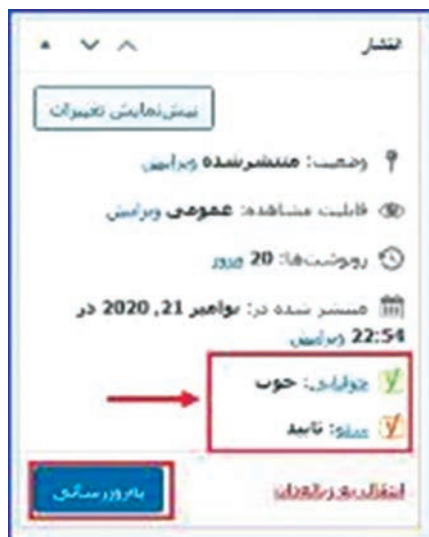 انتشار
پیش‌نمایش تغییرات
وضعیت: منتشرشده ویرایش
قابلیت مشاهده: عمومی ویرایش
رونوشت‌ها: 20 مرور
منتشر شده در: نوامبر 21, 2020 در
22:54 ویرایش
خوانایی: خوب
سئو: تایید
انتقال به زباله‌دان
به‌روزرسانی